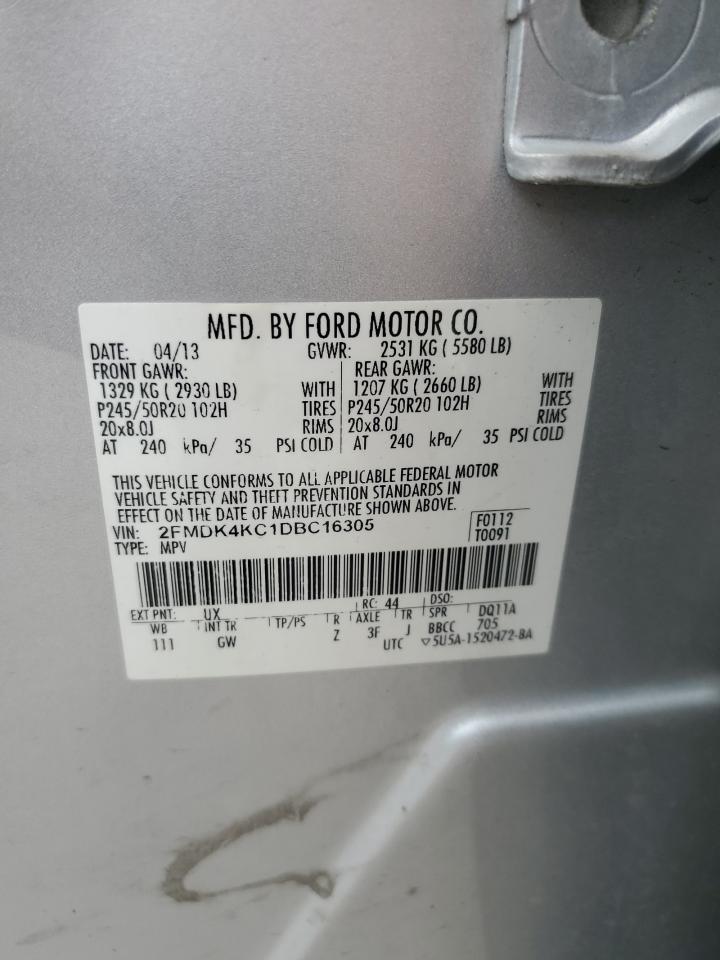 MFD. BY FORD MOTOR CO.
DATE: 04/13 GVWR: 2531 KG ( 5580 LB)
FRONT GAWR: REAR GAWR:
1329 KG ( 2930 LB) WITH 1207 KG ( 2660 LB) WITH
P245/50R20 102H TIRES P245/50R20 102H TIRES
20x8.0J RIMS 20x8.0J RIMS
AT 240 kPa/ 35 PSI COLD AT 240 kPa/ 35 PSI COLD
THIS VEHICLE CONFORMS TO ALL APPLICABLE FEDERAL MOTOR
VEHICLE SAFETY AND THEFT PREVENTION STANDARDS IN
EFFECT ON THE DATE OF MANUFACTURE SHOWN ABOVE.
VIN: 2FMDK4KC1DBC16305 F0112
TYPE: MPV T0091
EXT PNT: UX RC: 44 DSO:
WB INT TR TP/PS R AXLE TR SPR DQ11A
111 GW Z 3F J BBCC 705
UTC ▽5U5A-1520472-BA